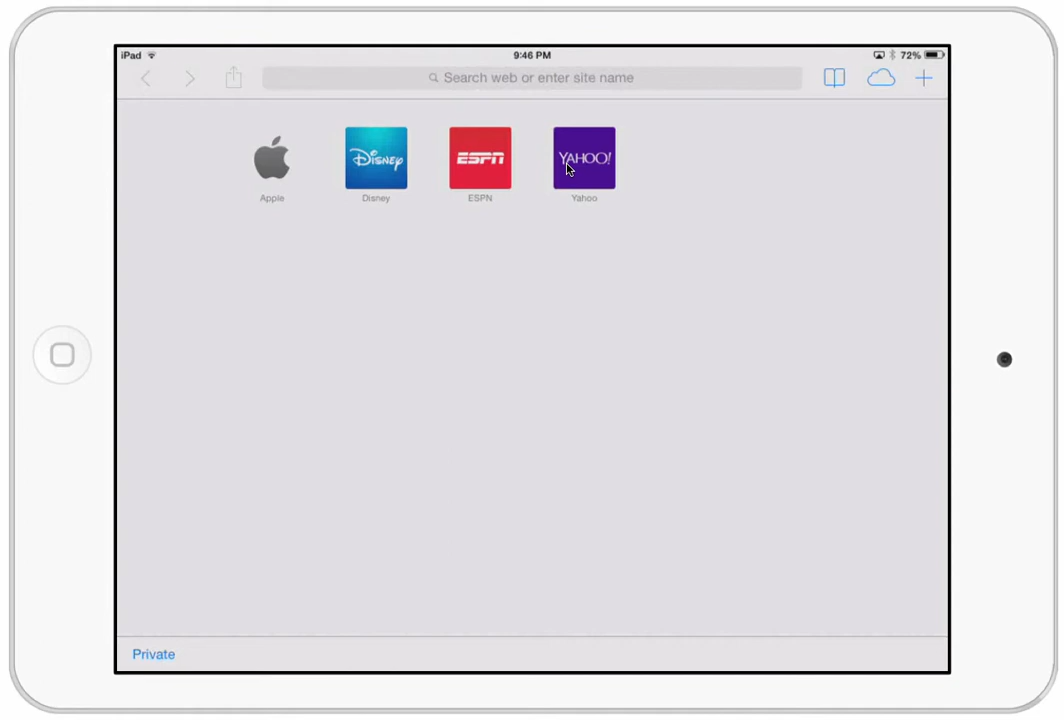 iPad 9:46 PM 72%
Search web or enter site name
Disney ESPN YAHOO!
Apple Disney ESPN Yahoo
Private